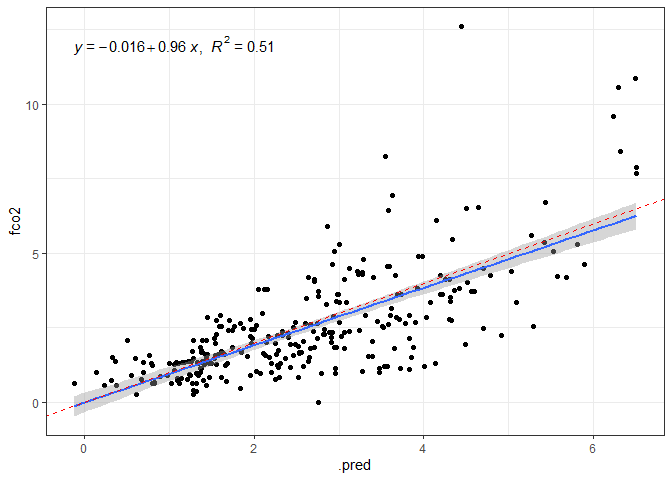 y = −0.016 + 0.96 x, R² = 0.51
10
5
0
fco2
0 2 4 6
.pred